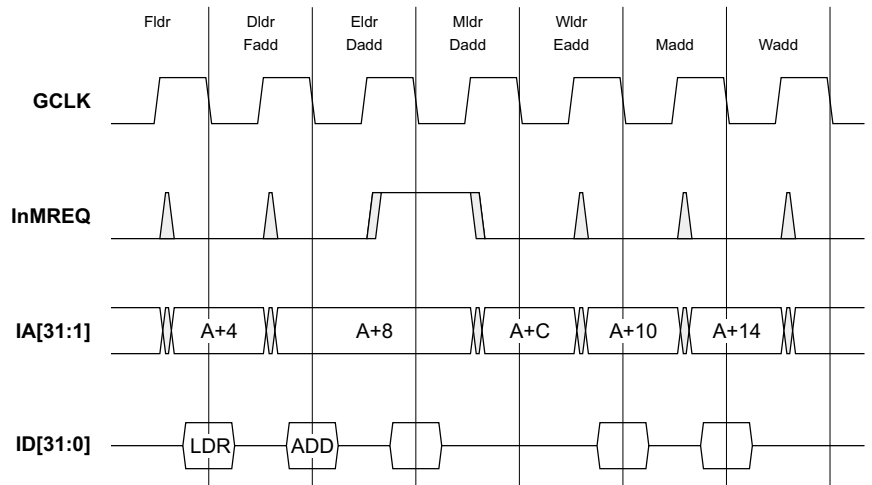 Fldr Dldr Eldr Mldr Wldr
Fadd Dadd Dadd Eadd Madd Wadd
GCLK
InMREQ
IA[31:1] A+4 A+8 A+C A+10 A+14
ID[31:0] LDR ADD